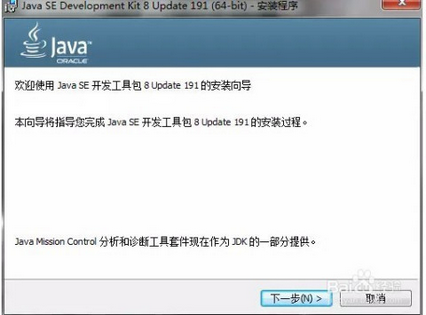 Java SE Development Kit 8 Update 191 (64-bit) - 安装程序
Java™
ORACLE
欢迎使用 Java SE 开发工具包 8 Update 191 的安装向导
本向导将指导您完成 Java SE 开发工具包 8 Update 191 的安装过程。
Java Mission Control 分析和诊断工具套件现在作为 JDK 的一部分提供。
下一步(N) >
取消
Baidu 经验